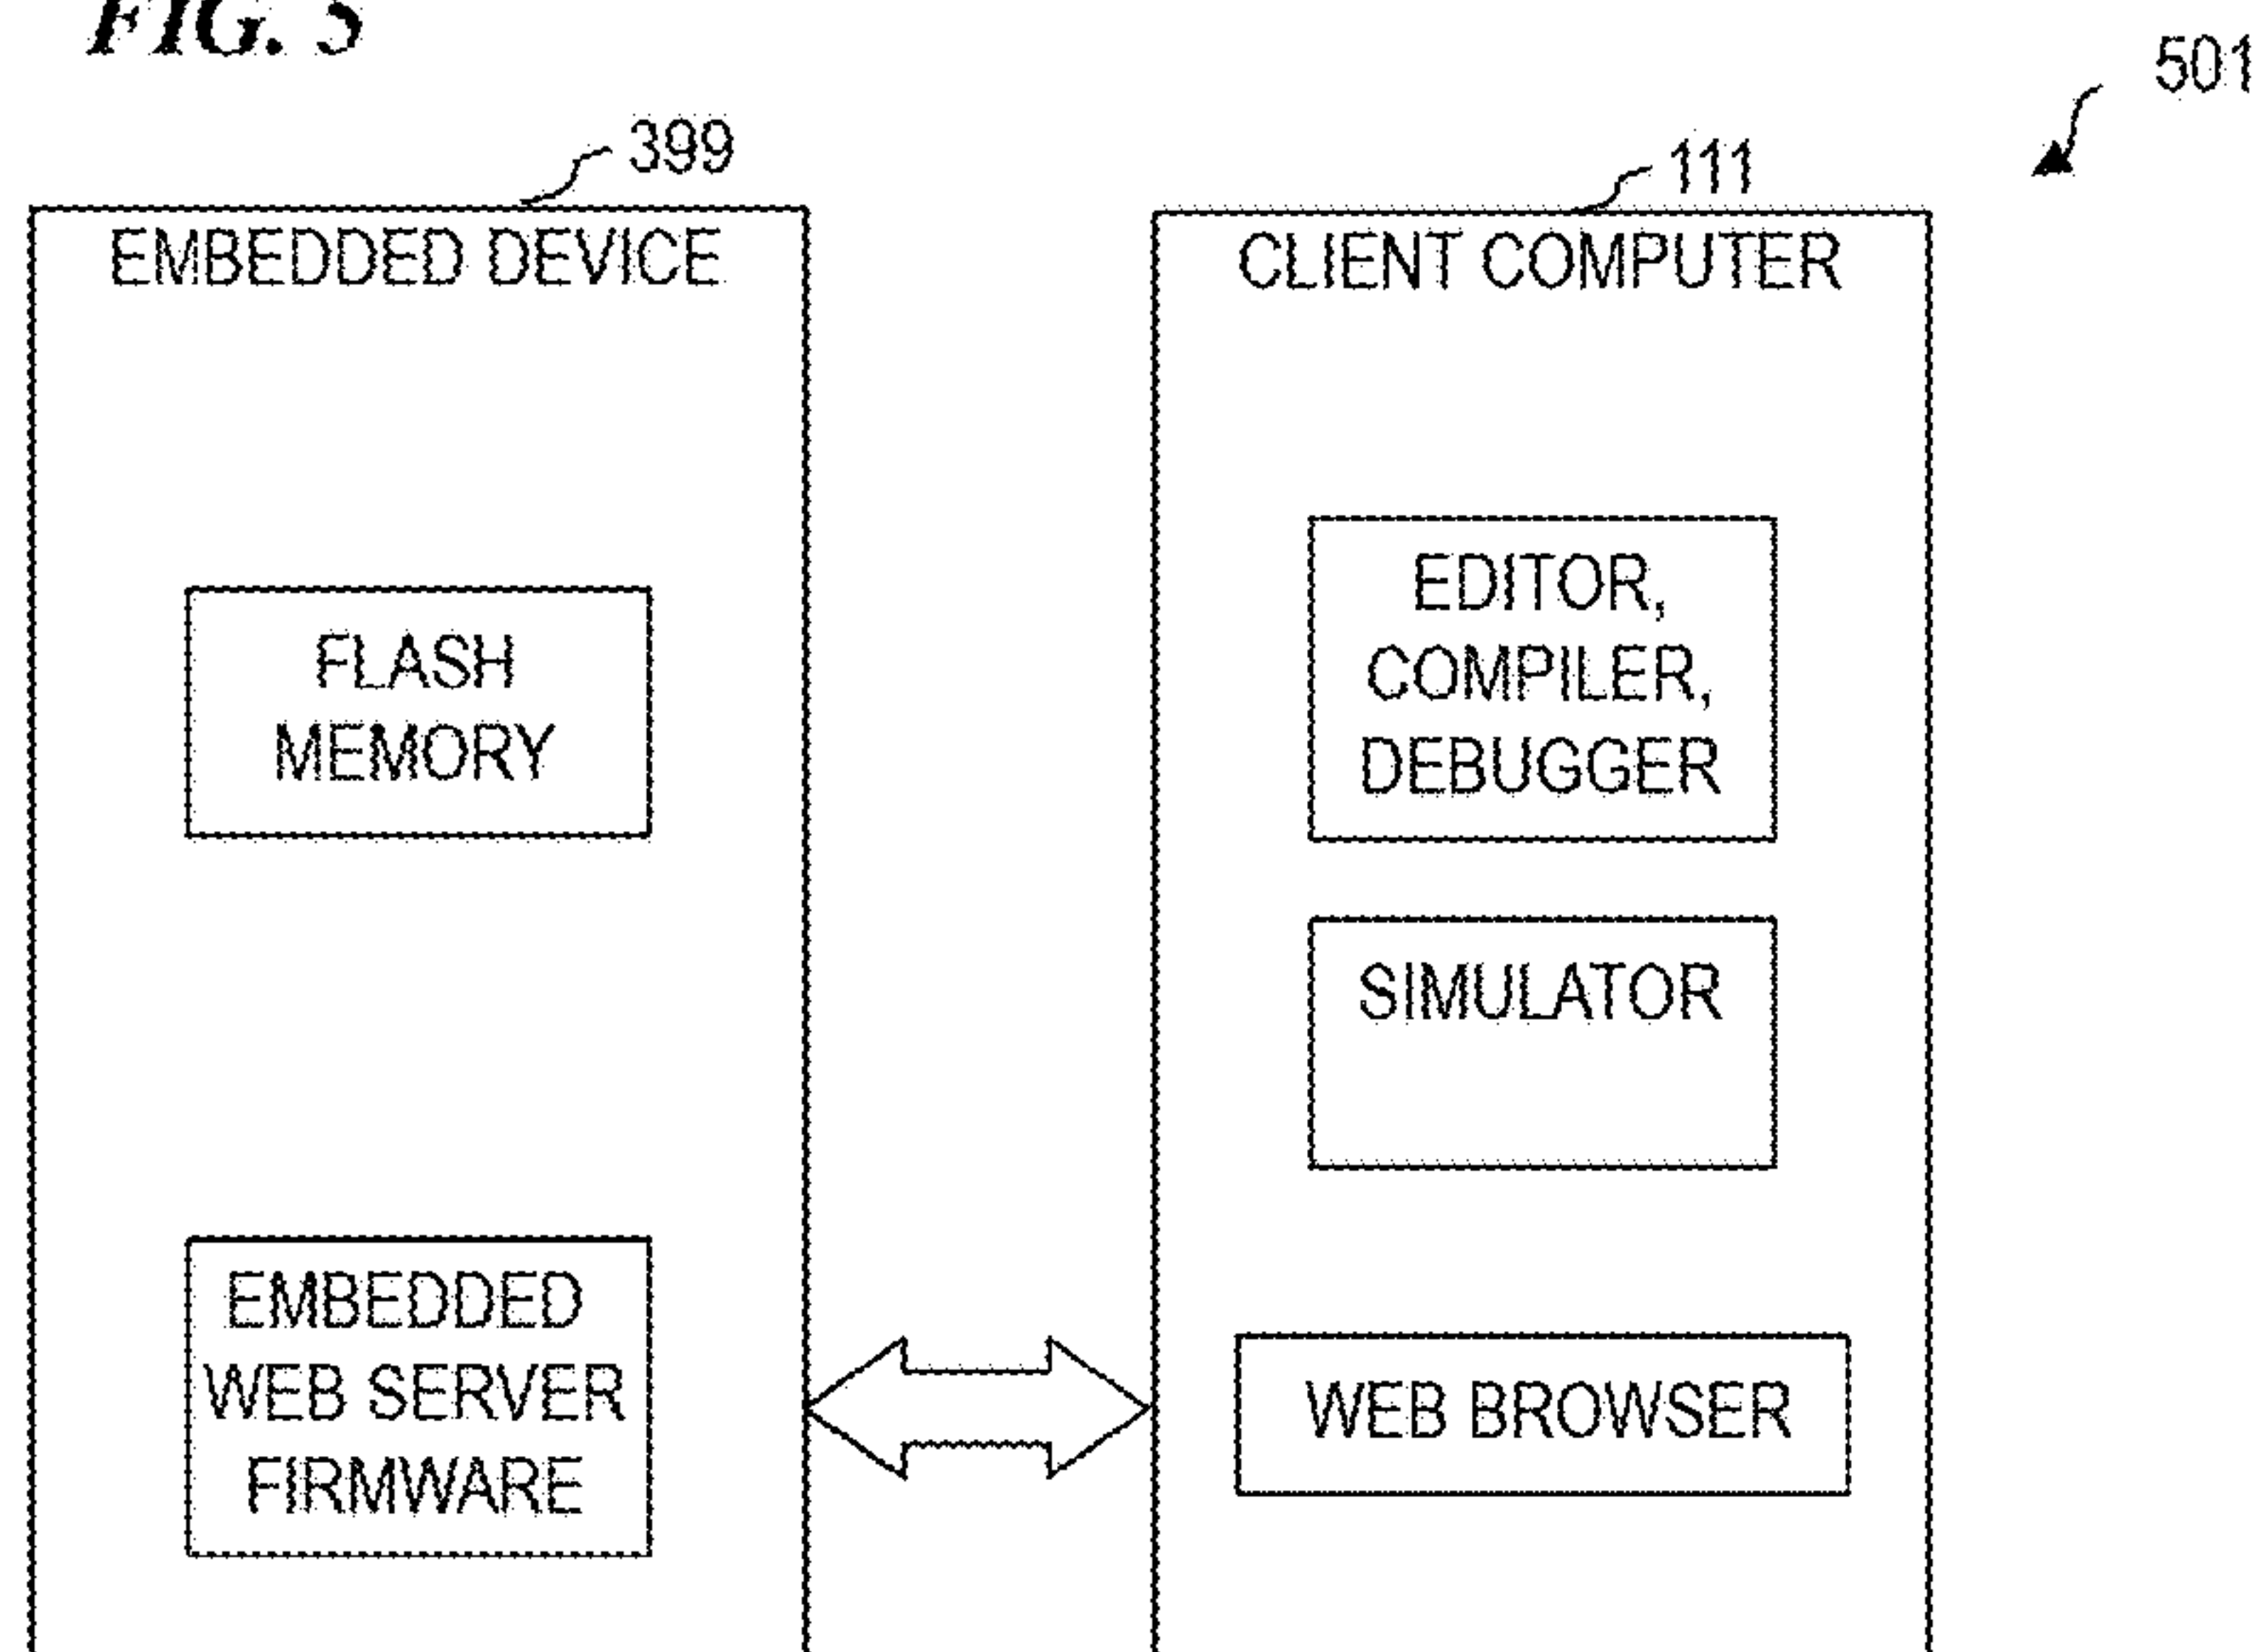 FIG. 5
501
399
111
EMBEDDED DEVICE
CLIENT COMPUTER
FLASH
MEMORY
EDITOR,
COMPILER,
DEBUGGER
SIMULATOR
EMBEDDED
WEB SERVER
FIRMWARE
WEB BROWSER